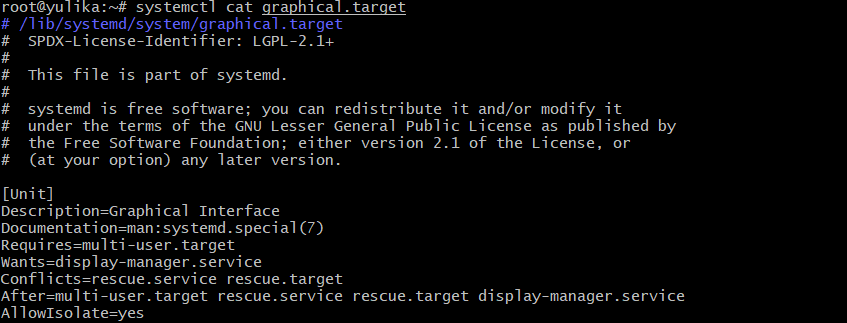 root@yulika:~# systemctl cat graphical.target
# /lib/systemd/system/graphical.target
#  SPDX-License-Identifier: LGPL-2.1+
#
#  This file is part of systemd.
#
#  systemd is free software; you can redistribute it and/or modify it
#  under the terms of the GNU Lesser General Public License as published by
#  the Free Software Foundation; either version 2.1 of the License, or
#  (at your option) any later version.

[Unit]
Description=Graphical Interface
Documentation=man:systemd.special(7)
Requires=multi-user.target
Wants=display-manager.service
Conflicts=rescue.service rescue.target
After=multi-user.target rescue.service rescue.target display-manager.service
AllowIsolate=yes